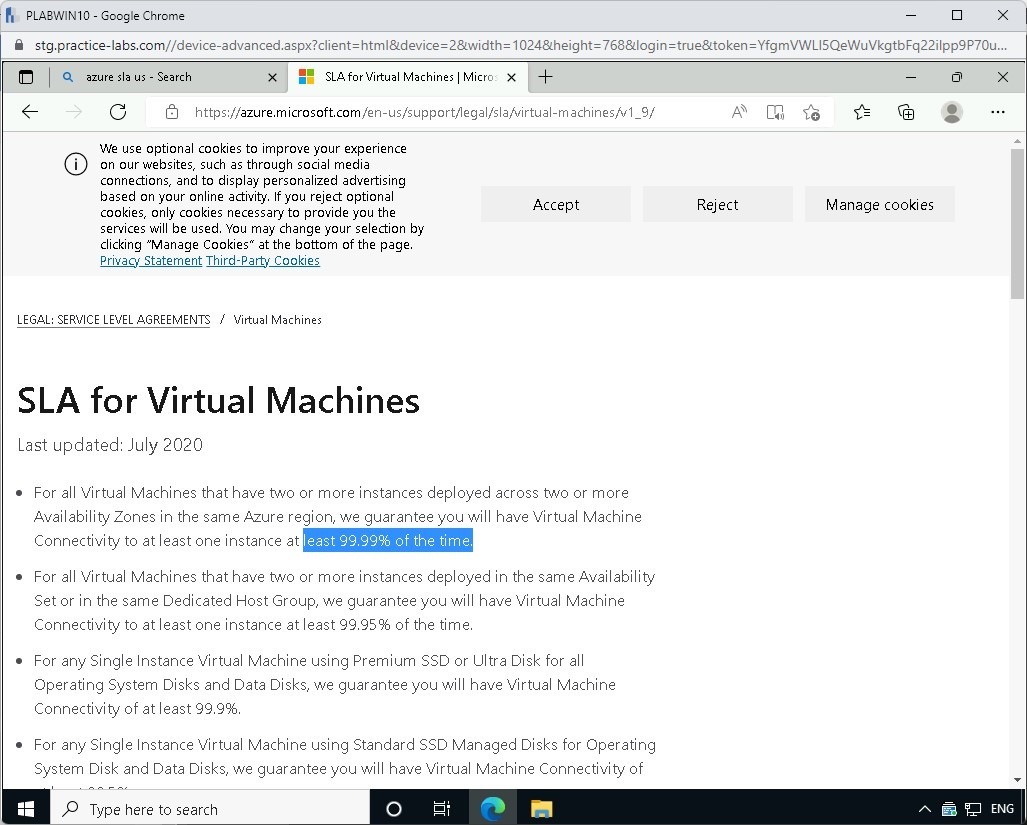 PLABWIN10 - Google Chrome
stg.practice-labs.com//device-advanced.aspx?client=html&device=2&width=1024&height=768&login=true&token=YfgmVWLl5QeWuVkgtbFq22iIpp9P70u...
azure sla us - Search
SLA for Virtual Machines | Micros
https://azure.microsoft.com/en-us/support/legal/sla/virtual-machines/v1_9/
We use optional cookies to improve your experience
on our websites, such as through social media
connections, and to display personalized advertising
based on your online activity. If you reject optional
cookies, only cookies necessary to provide you the
services will be used. You may change your selection by
clicking “Manage Cookies” at the bottom of the page.
Privacy Statement Third-Party Cookies
Accept
Reject
Manage cookies
LEGAL: SERVICE LEVEL AGREEMENTS / Virtual Machines
SLA for Virtual Machines
Last updated: July 2020
For all Virtual Machines that have two or more instances deployed across two or more
Availability Zones in the same Azure region, we guarantee you will have Virtual Machine
Connectivity to at least one instance at least 99.99% of the time.
For all Virtual Machines that have two or more instances deployed in the same Availability
Set or in the same Dedicated Host Group, we guarantee you will have Virtual Machine
Connectivity to at least one instance at least 99.95% of the time.
For any Single Instance Virtual Machine using Premium SSD or Ultra Disk for all
Operating System Disks and Data Disks, we guarantee you will have Virtual Machine
Connectivity of at least 99.9%.
For any Single Instance Virtual Machine using Standard SSD Managed Disks for Operating
System Disk and Data Disks, we guarantee you will have Virtual Machine Connectivity of
Type here to search
ENG